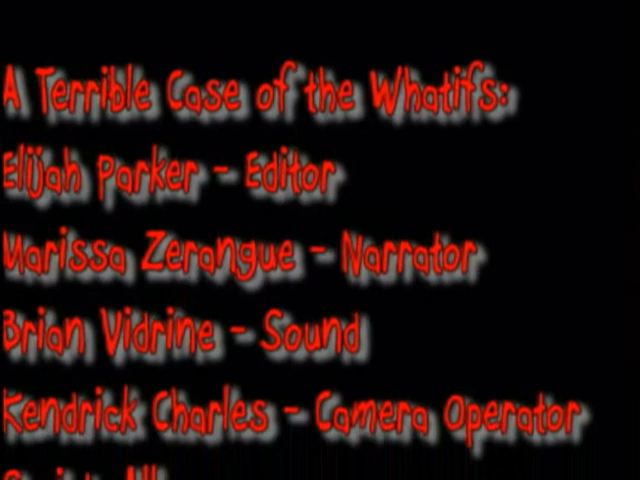 A Terrible Case of the Whatifs:
Elijah Parker - Editor
Marissa Zerangue - Narrator
Brian Vidrine - Sound
Kendrick Charles - Camera Operator